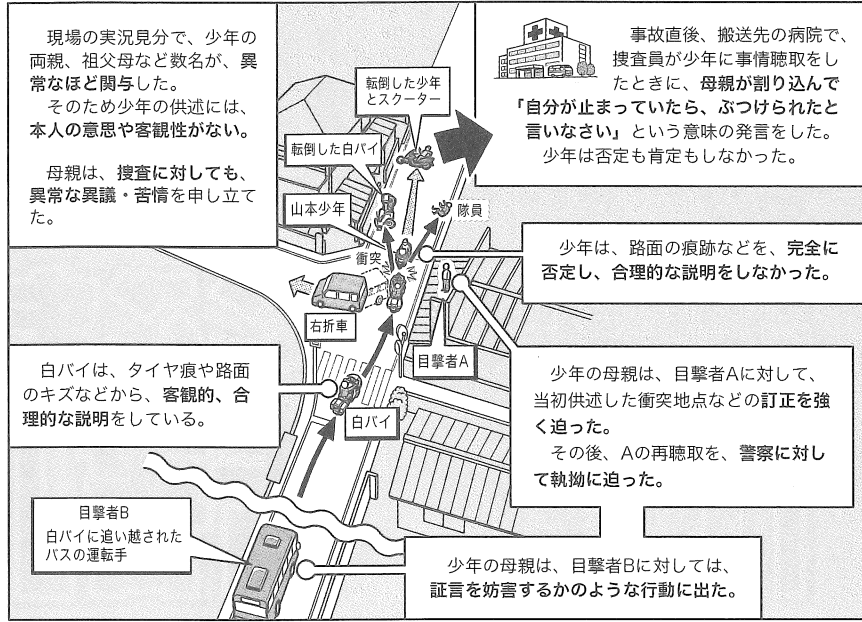 現場の実況見分で、少年の
両親、祖父母など数名が、異
常なほど関与した。
そのため少年の供述には、
本人の意思や客観性がない。
母親は、捜査に対しても、
異常な異議・苦情を申し立て
た。
事故直後、搬送先の病院で、
捜査員が少年に事情聴取をし
たときに、母親が割り込んで
『自分が止まっていたら、ぶつけられたと
言いなさい』という意味の発言をした。
少年は否定も肯定もしなかった。
転倒した少年
とスクーター
転倒した白バイ
山本少年
隊員
衝突
右折車
目撃者A
少年は、路面の痕跡などを、完全に
否定し、合理的な説明をしなかった。
白バイは、タイヤ痕や路面
のキズなどから、客観的、合
理的な説明をしている。
白バイ
少年の母親は、目撃者Aに対して、
当初供述した衝突地点などの訂正を強
く迫った。
その後、Aの再聴取を、警察に対し
て執拗に迫った。
目撃者B
白バイに追い越された
バスの運転手
少年の母親は、目撃者Bに対しては、
証言を妨害するかのような行動に出た。